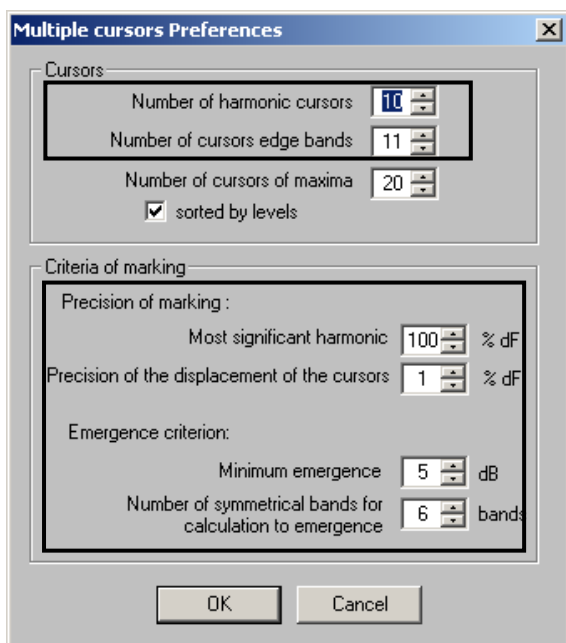 Multiple cursors Preferences
Cursors
Number of harmonic cursors 10
Number of cursors edge bands 11
Number of cursors of maxima 20
sorted by levels
Criteria of marking
Precision of marking :
Most significant harmonic 100 % dF
Precision of the displacement of the cursors 1 % dF
Emergence criterion:
Minimum emergence 5 dB
Number of symmetrical bands for
calculation to emergence 6 bands
OK Cancel